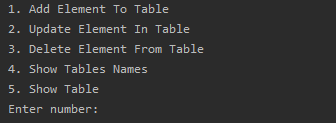 1. Add Element To Table
2. Update Element In Table
3. Delete Element From Table
4. Show Tables Names
5. Show Table
Enter number: